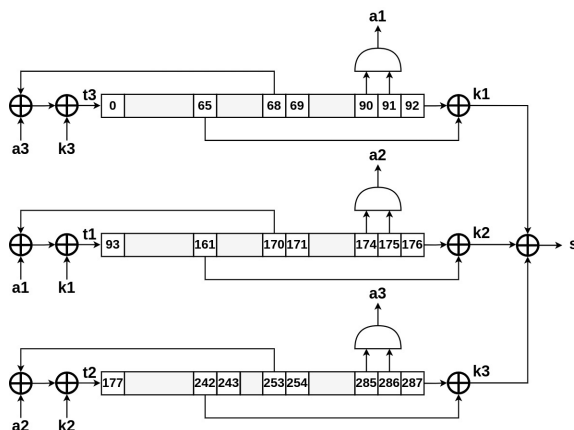 a1
t3 0 65 68 69 90 91 92 k1
a3 k3
a2
t1 93 161 170 171 174 175 176 k2 s
a1 k1
a3
t2 177 242 243 253 254 285 286 287 k3
a2 k2